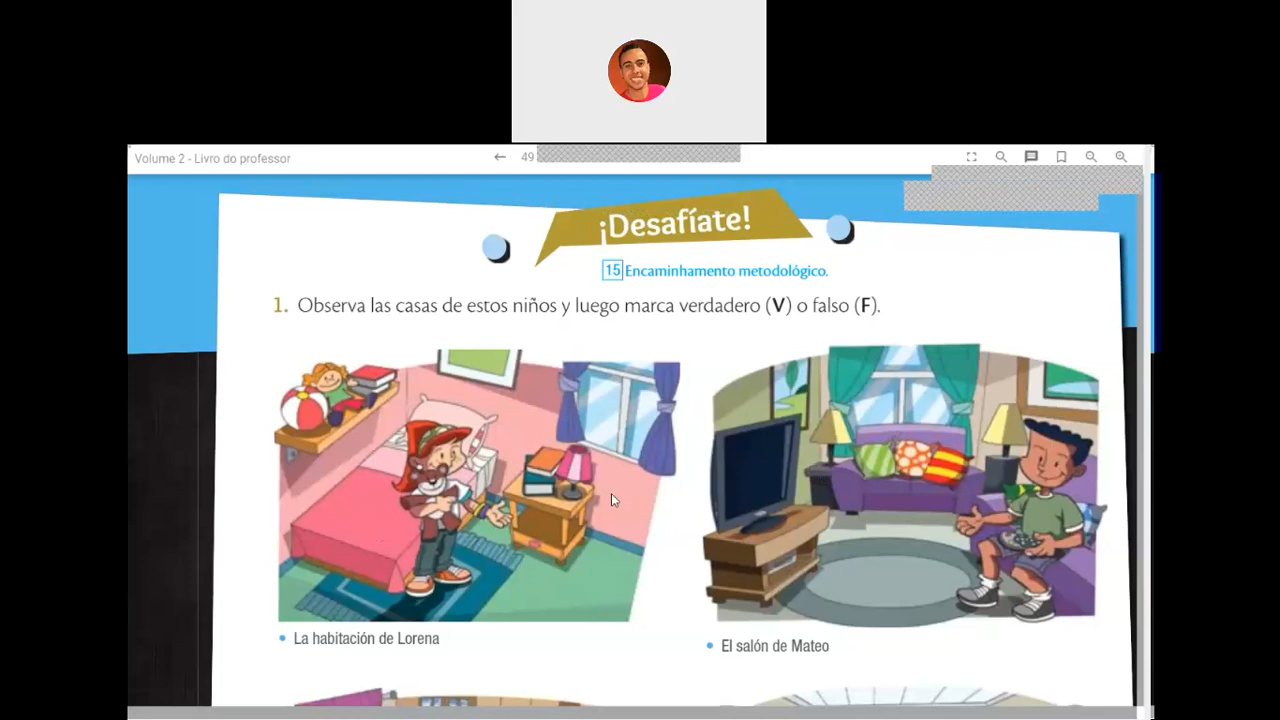 Volume 2 - Livro do professor
49
¡Desafíate!
15 Encaminhamento metodológico.
1. Observa las casas de estos niños y luego marca verdadero (V) o falso (F).
• La habitación de Lorena
• El salón de Mateo